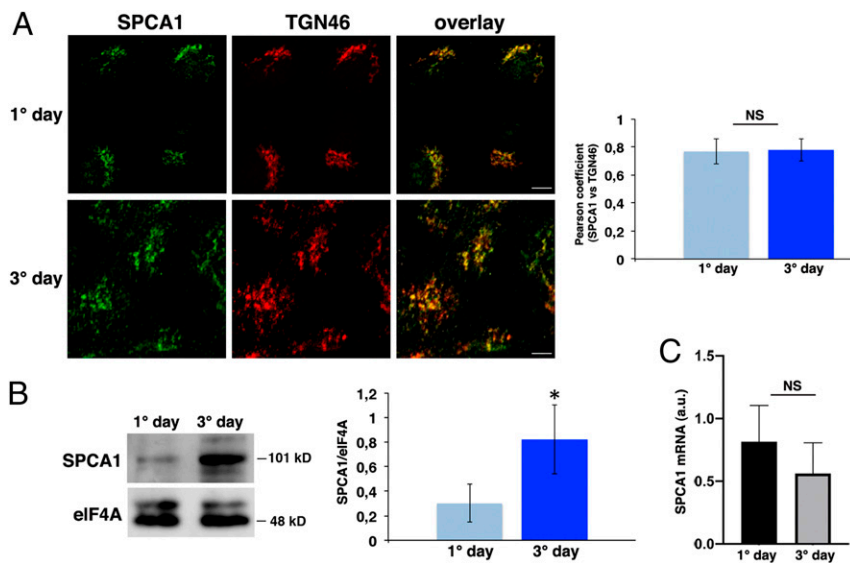 A
SPCA1 TGN46 overlay
1° day
3° day
Pearson coefficient
(SPCA1 vs TGN46)
1
0,8
0,6
0,4
0,2
0
NS
1° day 3° day
B
1° day 3° day
SPCA1
101 kD
eIF4A
48 kD
SPCA1/eIF4A
1,2
1
0,8
0,6
0,4
0,2
0
*
1° day 3° day
C
SPCA1 mRNA (a.u.)
1.5
1.0
0.5
0.0
NS
1° day 3° day